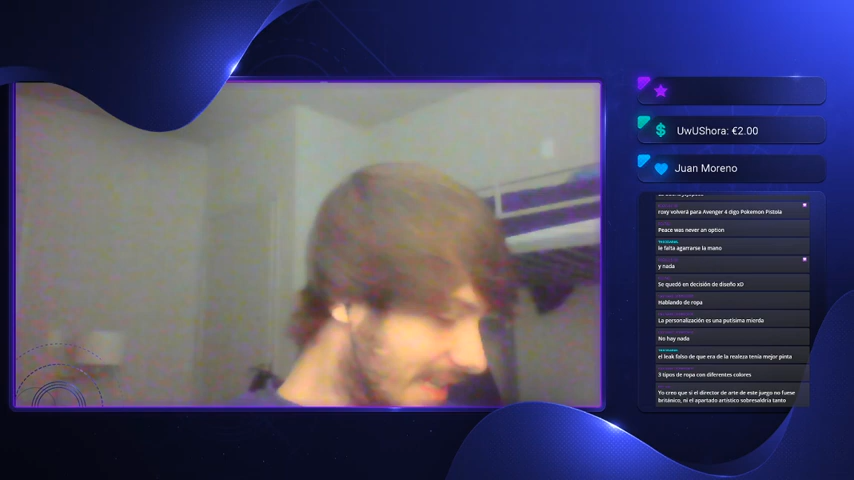 $ UwUShora: €2.00
Juan Moreno
roxy volverá para Avenger 4 digo Pokemon Pistola
Peace was never an option
le falta agarrarse la mano
y nada
Se quedó en decisión de diseño xD
Hablando de ropa
La personalización es una putísima mierda
No hay nada
el leak falso de que era de la realeza tenía mejor pinta
3 tipos de ropa con diferentes colores
Yo creo que si el director de arte de este juego no fuese
británico, ni el apartado artístico sobresaldría tanto